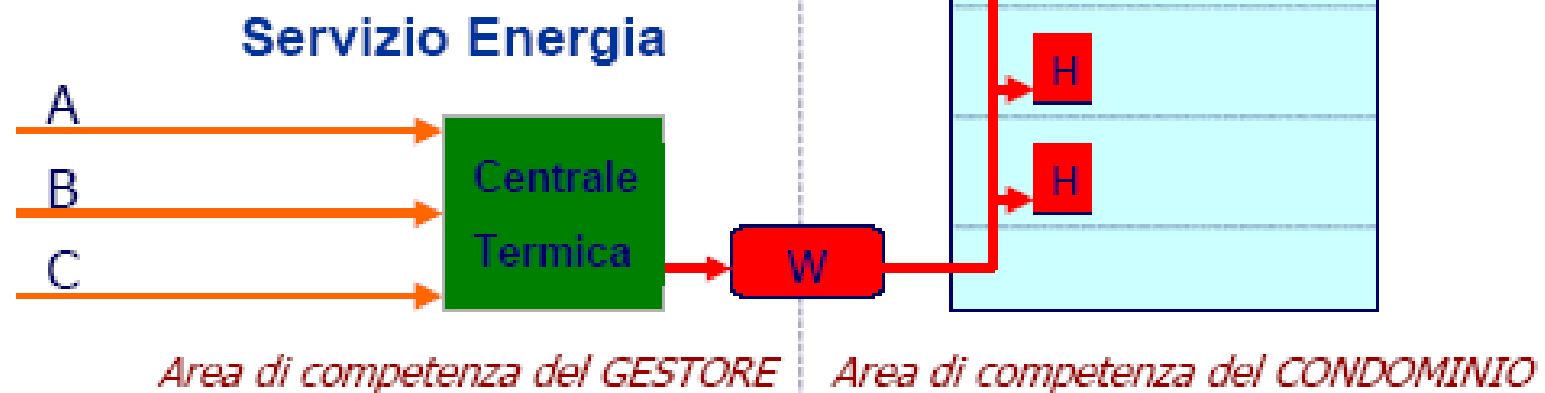 Servizio Energia
A
B
C
Centrale
Termica
W
H
H
Area di competenza del GESTORE
Area di competenza del CONDOMINIO